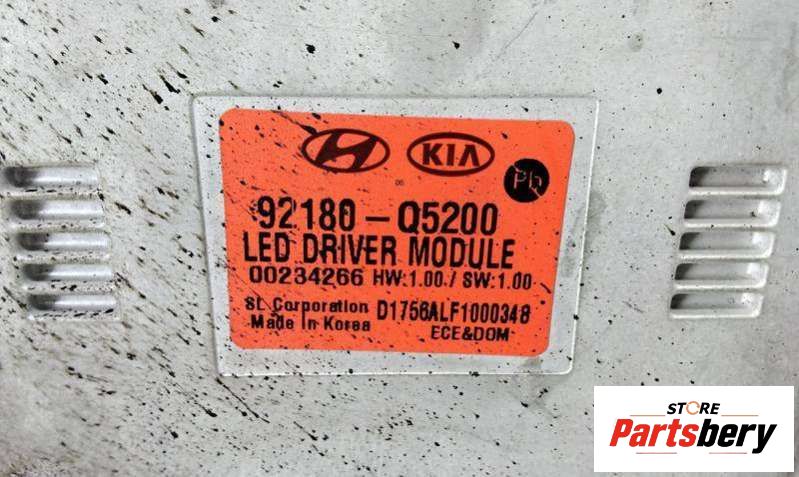 KIA
Pb
92180-Q5200
LED DRIVER MODULE
00234266 HW:1.00 / SW:1.00
SL Corporation D1756ALF1000348
Made In Korea ECE&DOM
STORE
Partsbery